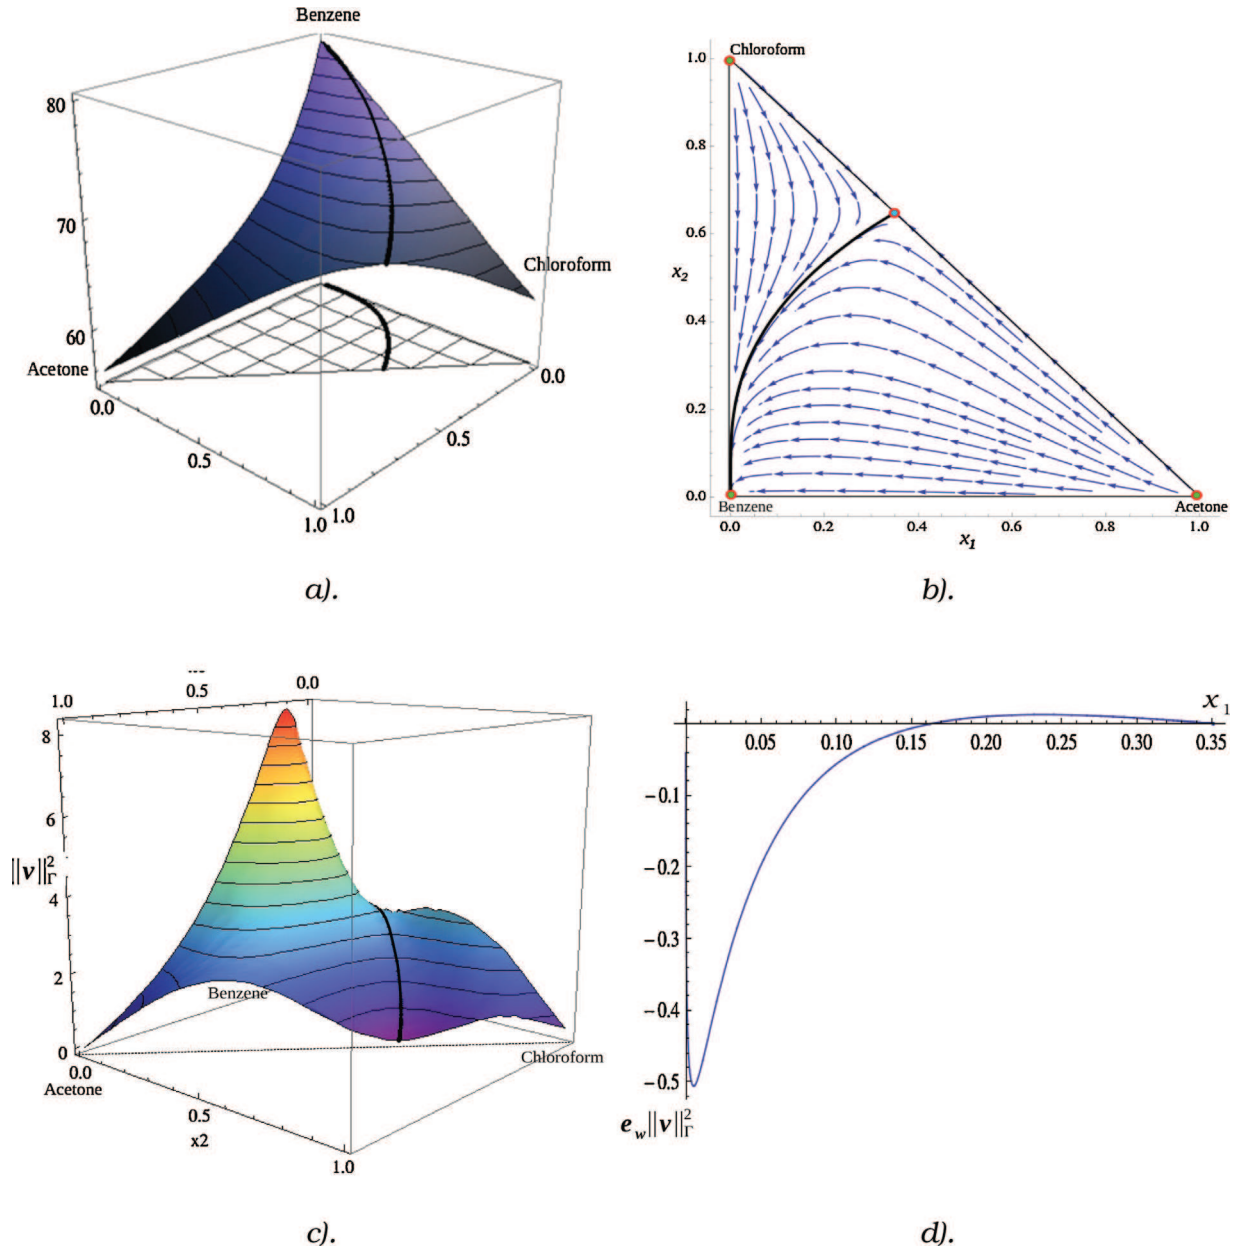 Benzene
80
70
60
Chloroform
Acetone
0.0
0.5
1.0
1.0
0.5
0.0
a).
1.0
Chloroform
0.8
0.6
x2
0.4
0.2
0.0
Benzene
Acetone
0.0 0.2 0.4 0.6 0.8 1.0
x1
b).
1.0
0.5
0.0
8
6
||v||²Γ
4
2
0
Benzene
Chloroform
0.0
Acetone
0.5
x2
1.0
c).
x 1
0.05 0.10 0.15 0.20 0.25 0.30 0.35
−0.1
−0.2
−0.3
−0.4
−0.5
e w||v||²Γ
d).